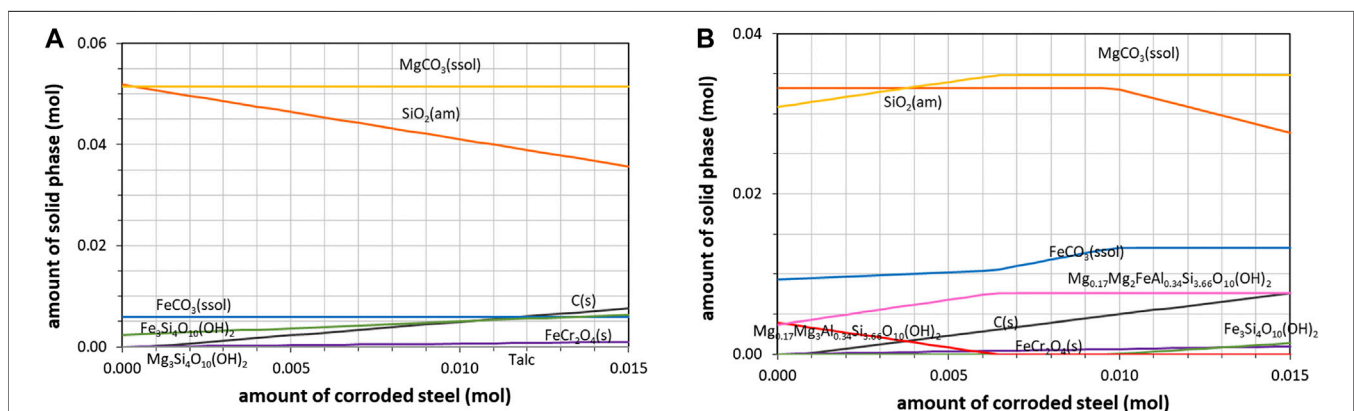 A
0.06
0.04
0.02
0.00
amount of solid phase (mol)
MgCO₃(ssol)
SiO₂(am)
FeCO₃(ssol)
Fe₃Si₄O₁₀(OH)₂
Mg₃Si₄O₁₀(OH)₂
C(s)
FeCr₂O₄(s)
Talc
0.000 0.005 0.010 0.015
amount of corroded steel (mol)
B
0.04
0.02
0.00
amount of solid phase (mol)
MgCO₃(ssol)
SiO₂(am)
FeCO₃(ssol)
Mg₀.₁₇Mg₂FeAl₀.₃₄Si₃.₆₆O₁₀(OH)₂
Mg₀.₁₇Mg₃Al₀.₃₄Si₃.₆₆O₁₀(OH)₂
C(s)
FeCr₂O₄(s)
Fe₃Si₄O₁₀(OH)₂
0.000 0.005 0.010 0.015
amount of corroded steel (mol)